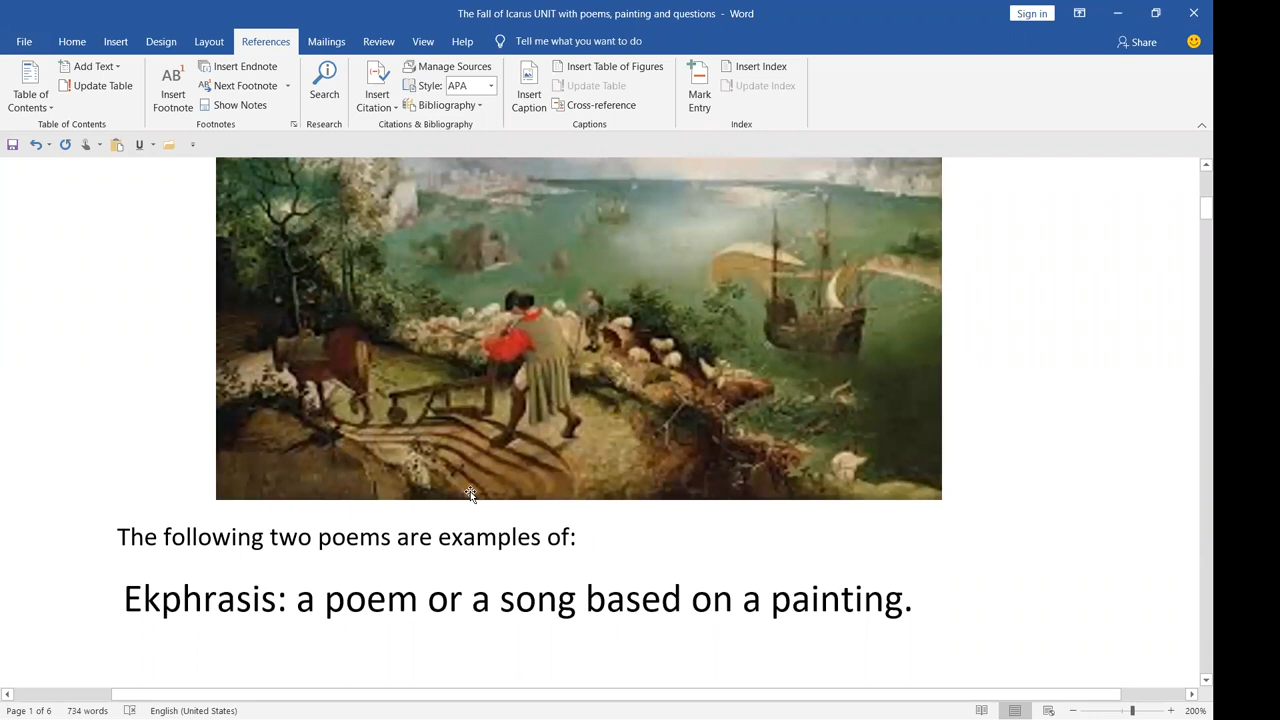 The Fall of Icarus UNIT with poems, painting and questions - Word
Sign in
File Home Insert Design Layout References Mailings Review View Help Tell me what you want to do Share
Table of Contents
Add Text
Update Table
Table of Contents
AB1
Insert Footnote
Insert Endnote
Next Footnote
Show Notes
Footnotes
Search
Research
Insert Citation
Manage Sources
Style: APA
Bibliography
Citations & Bibliography
Insert Caption
Insert Table of Figures
Update Table
Cross-reference
Captions
Mark Entry
Insert Index
Update Index
Index
The following two poems are examples of:
Ekphrasis: a poem or a song based on a painting.
Page 1 of 6 734 words English (United States) 200%